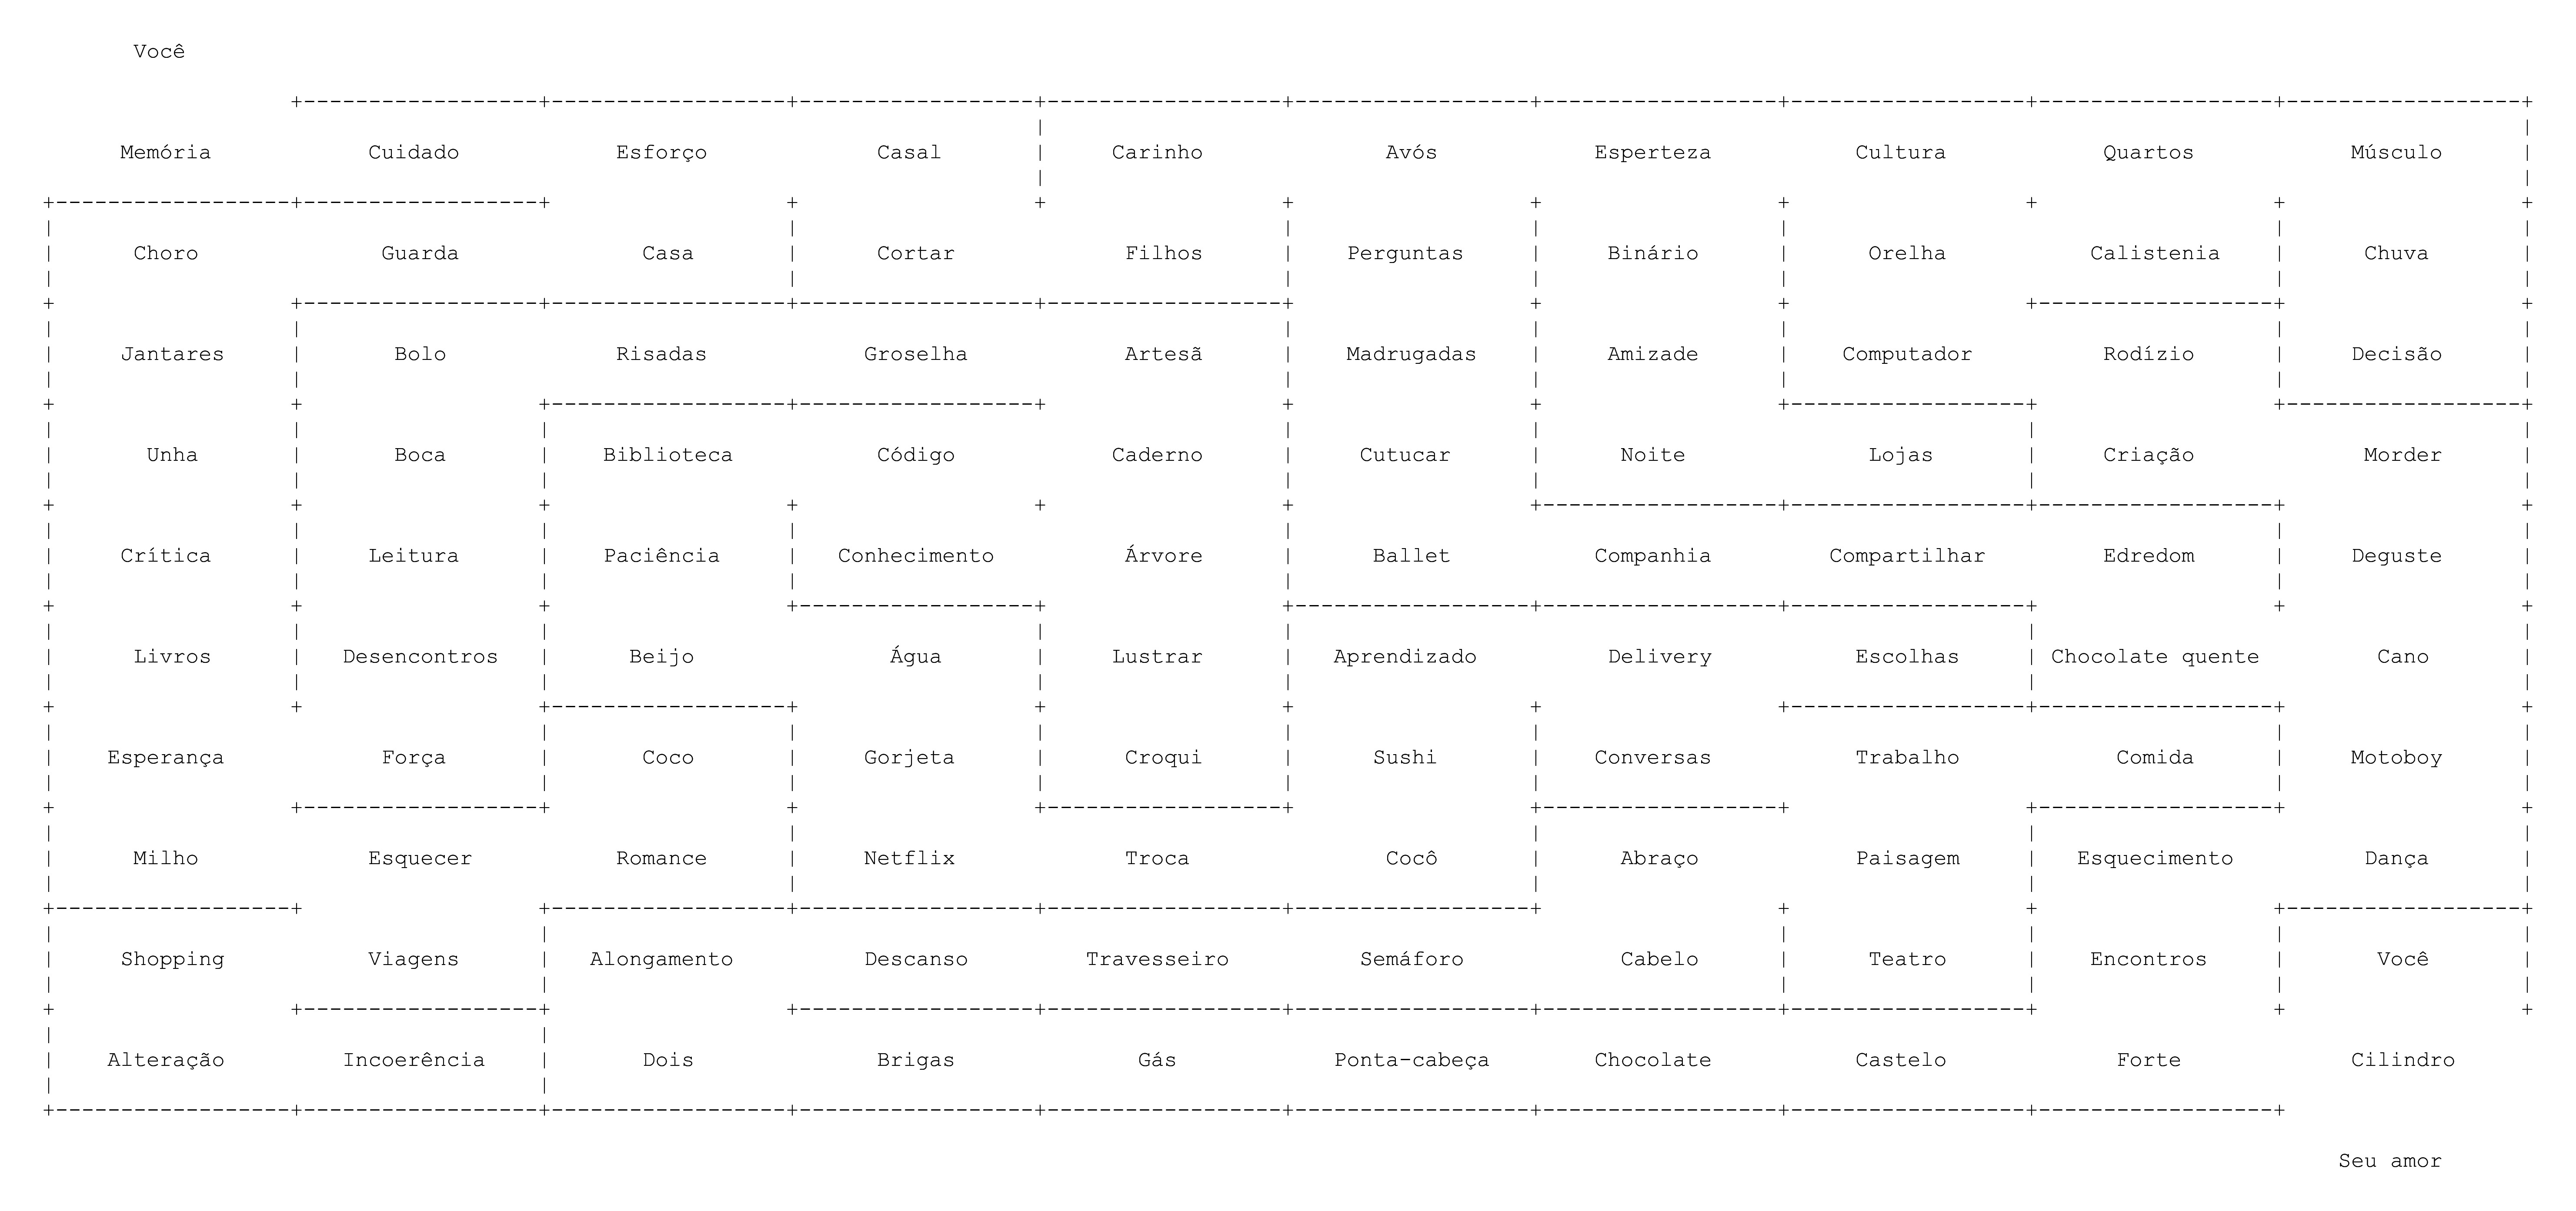 Você
Memória Cuidado Esforço Casal Carinho Avós Esperteza Cultura Quartos Músculo
Choro Guarda Casa Cortar Filhos Perguntas Binário Orelha Calistenia Chuva
Jantares Bolo Risadas Groselha Artesã Madrugadas Amizade Computador Rodízio Decisão
Unha Boca Biblioteca Código Caderno Cutucar Noite Lojas Criação Morder
Crítica Leitura Paciência Conhecimento Árvore Ballet Companhia Compartilhar Edredom Deguste
Livros Desencontros Beijo Água Lustrar Aprendizado Delivery Escolhas Chocolate quente Cano
Esperança Força Coco Gorjeta Croqui Sushi Conversas Trabalho Comida Motoboy
Milho Esquecer Romance Netflix Troca Cocô Abraço Paisagem Esquecimento Dança
Shopping Viagens Alongamento Descanso Travesseiro Semáforo Cabelo Teatro Encontros Você
Alteração Incoerência Dois Brigas Gás Ponta-cabeça Chocolate Castelo Forte Cilindro
Seu amor